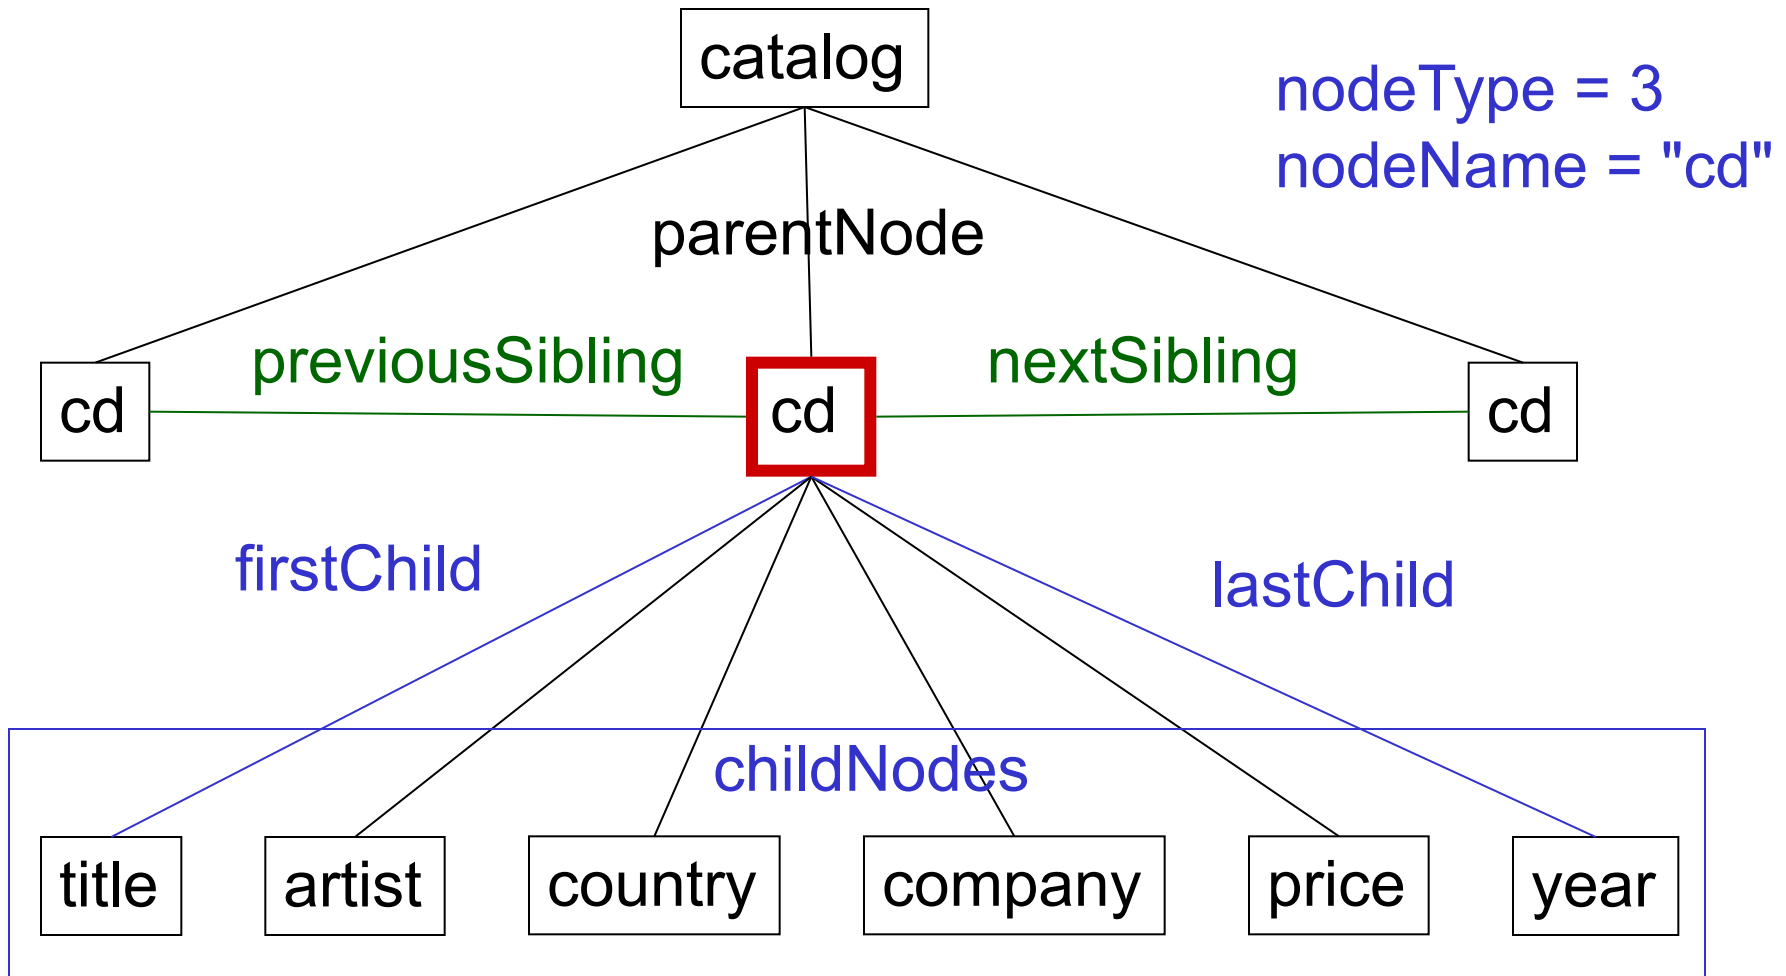 catalog
nodeType = 3
nodeName = "cd"
parentNode
previousSibling
nextSibling
cd
cd
cd
firstChild
lastChild
childNodes
title
artist
country
company
price
year